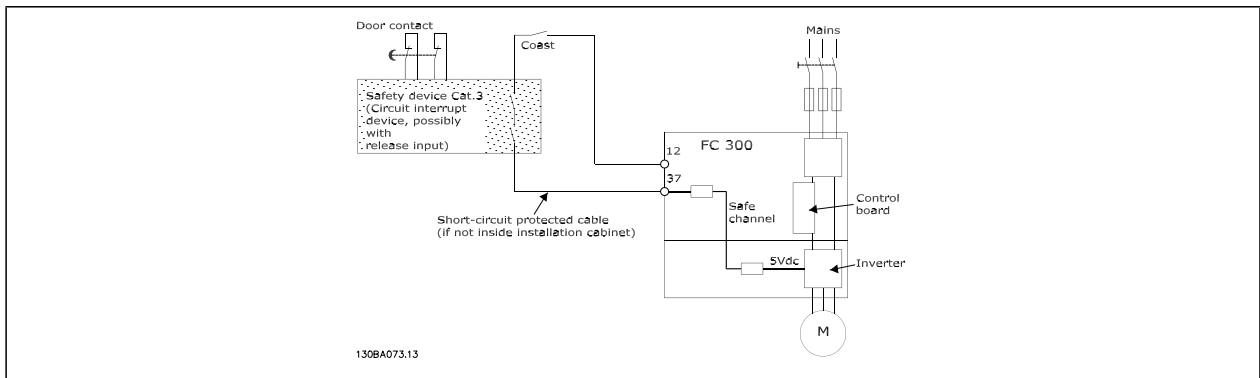 Door contact
Coast
Mains
Safety device Cat.3
(Circuit interrupt
device, possibly
with
release input)
12
FC 300
37
Safe
channel
Control
board
Short-circuit protected cable
(if not inside installation cabinet)
5Vdc
Inverter
M
130BA073.13